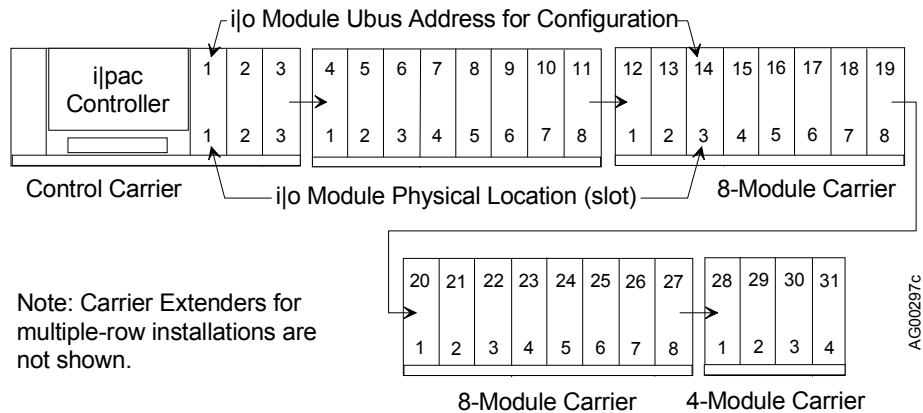 i|o Module Ubus Address for Configuration
i|pac
Controller
1 2 3
4 5 6 7 8 9 10 11
12 13 14 15 16 17 18 19
1 2 3
1 2 3 4 5 6 7 8
1 2 3 4 5 6 7 8
Control Carrier
i|o Module Physical Location (slot)
8-Module Carrier
Note: Carrier Extenders for
multiple-row installations are
not shown.
20 21 22 23 24 25 26 27
28 29 30 31
1 2 3 4 5 6 7 8
1 2 3 4
8-Module Carrier
4-Module Carrier
AG00297c